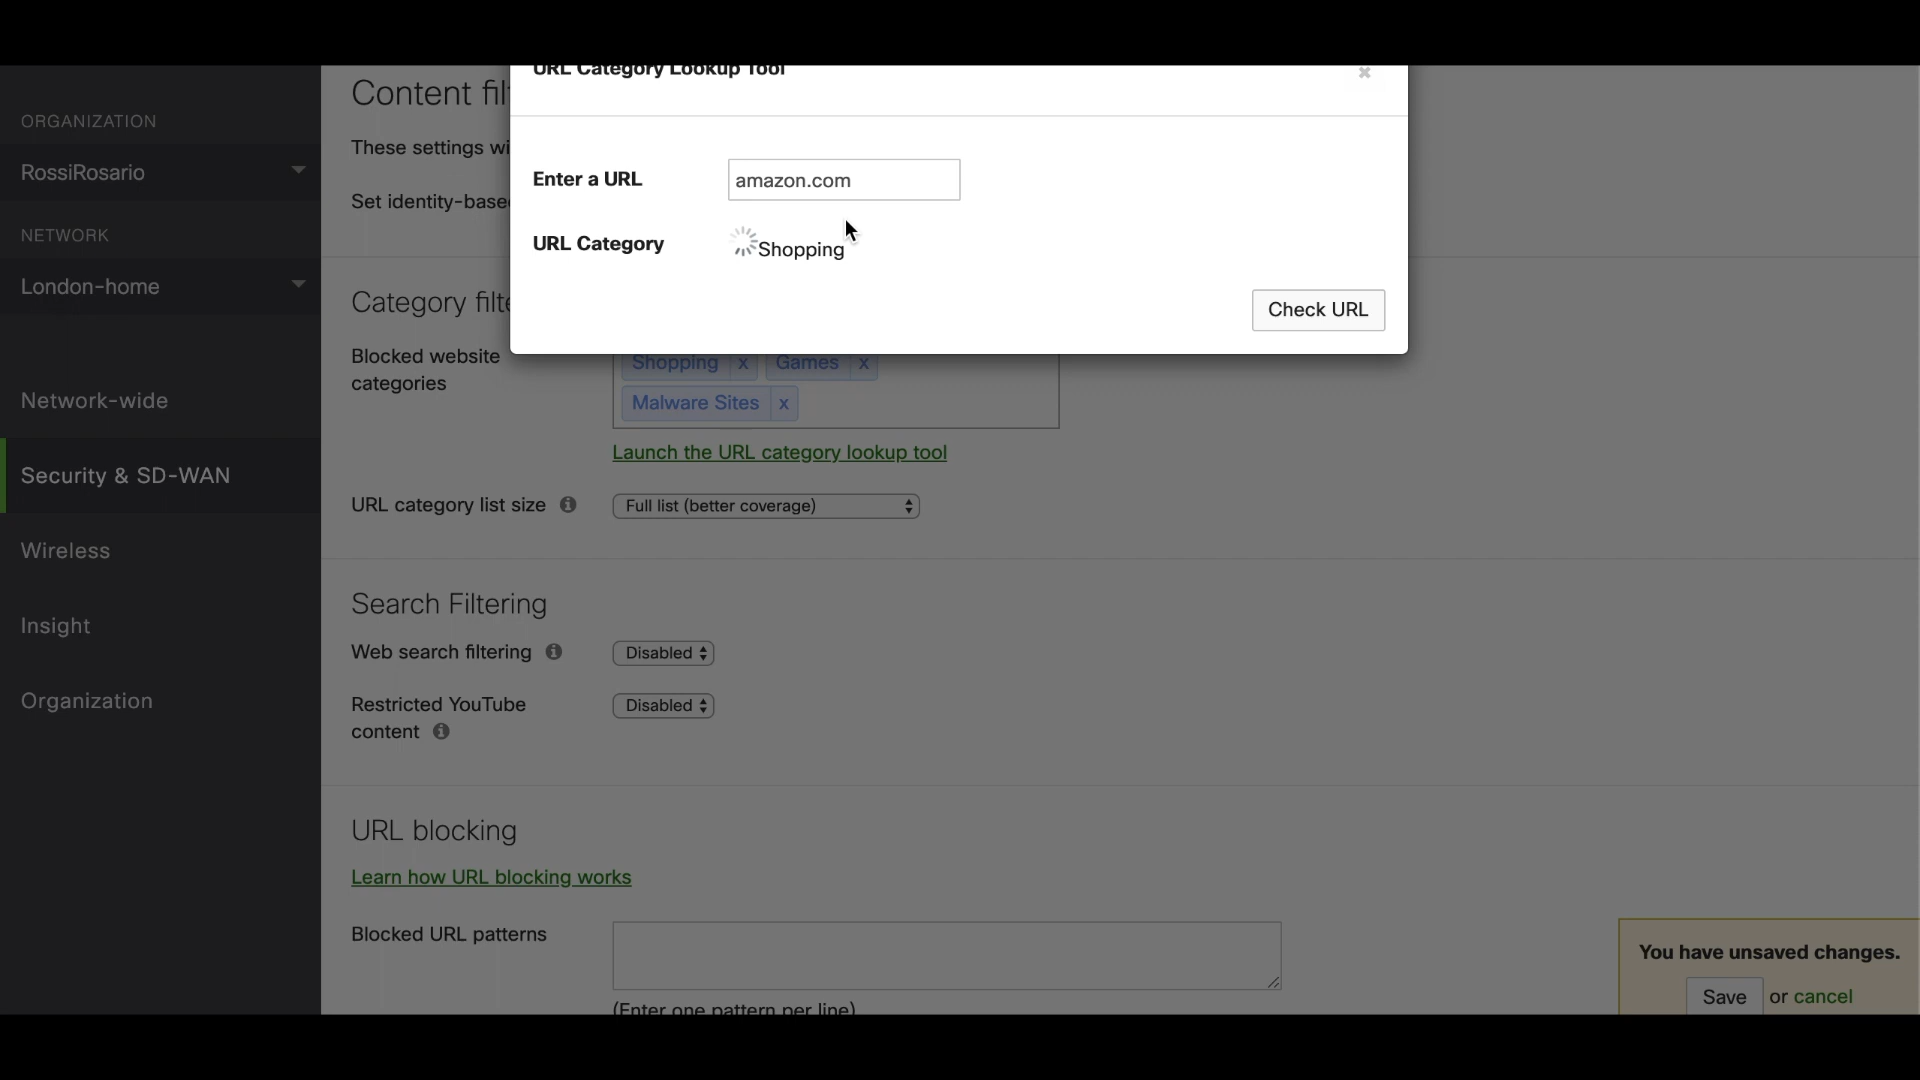 URL Category Lookup Tool
×
ORGANIZATION
RossiRosario
NETWORK
London-home
Network-wide
Security & SD-WAN
Wireless
Insight
Organization
Content fil
These settings wi
Set identity-base
Enter a URL
amazon.com
URL Category
Shopping
Check URL
Category filte
Blocked website
categories
Shopping x Games x
Malware Sites x
Launch the URL category lookup tool
URL category list size
Full list (better coverage)
Search Filtering
Web search filtering
Disabled
Restricted YouTube
content
Disabled
URL blocking
Learn how URL blocking works
Blocked URL patterns
(Enter one pattern per line)
You have unsaved changes.
Save or cancel